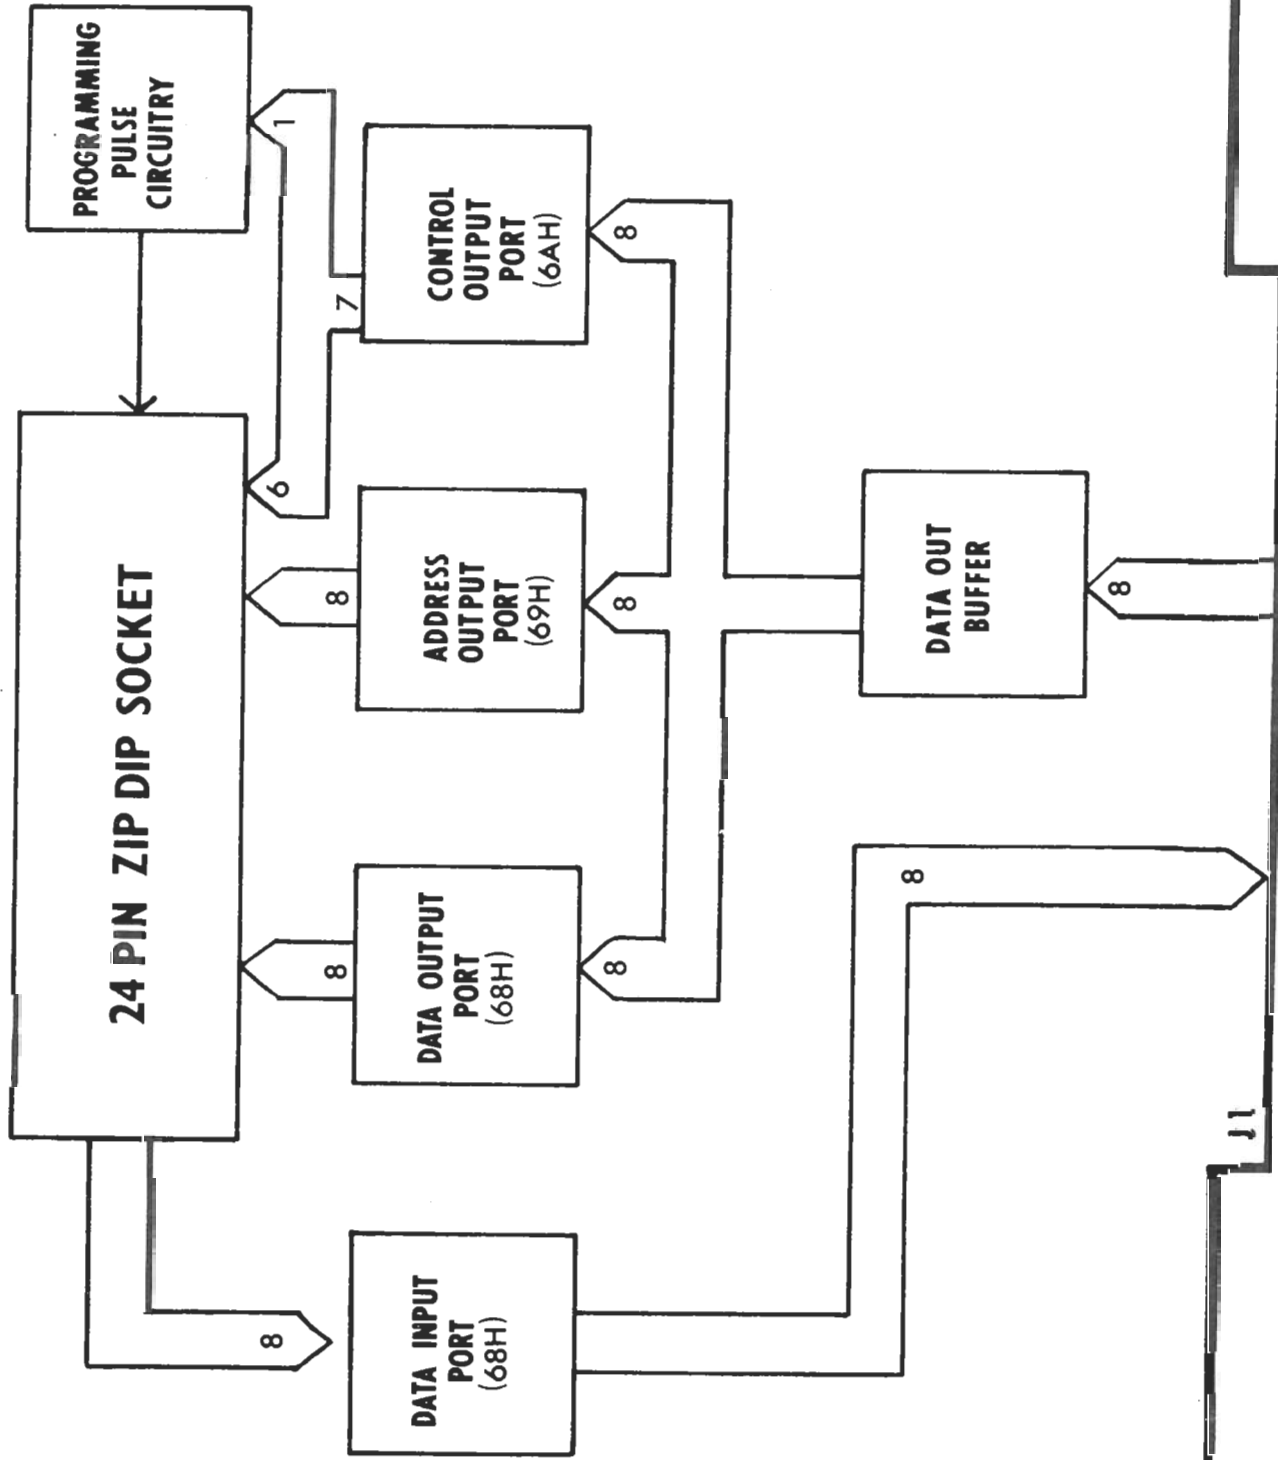 PROGRAMMING
PULSE
CIRCUITRY
24 PIN ZIP DIP SOCKET
1
6
7
8
8
8
CONTROL
OUTPUT
PORT
(6AH)
ADDRESS
OUTPUT
PORT
(69H)
DATA OUTPUT
PORT
(68H)
DATA INPUT
PORT
(68H)
8
8
8
DATA OUT
BUFFER
8
8
J1